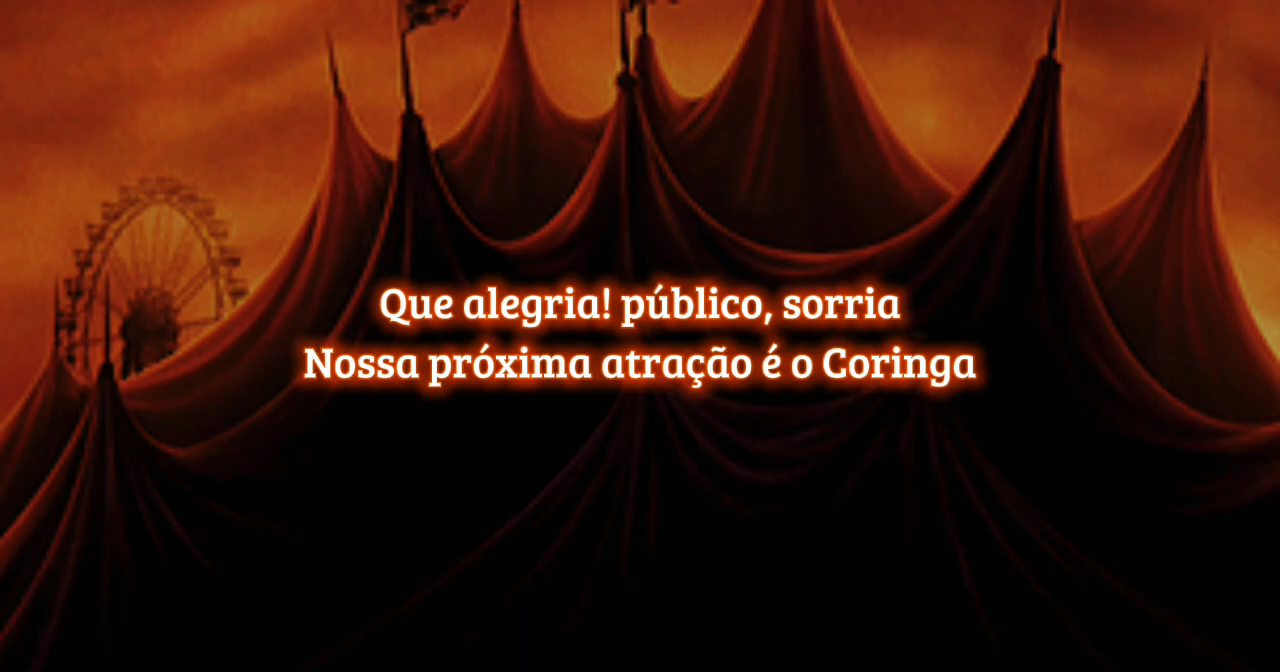 Que alegria! público, sorria
Nossa próxima atração é o Coringa